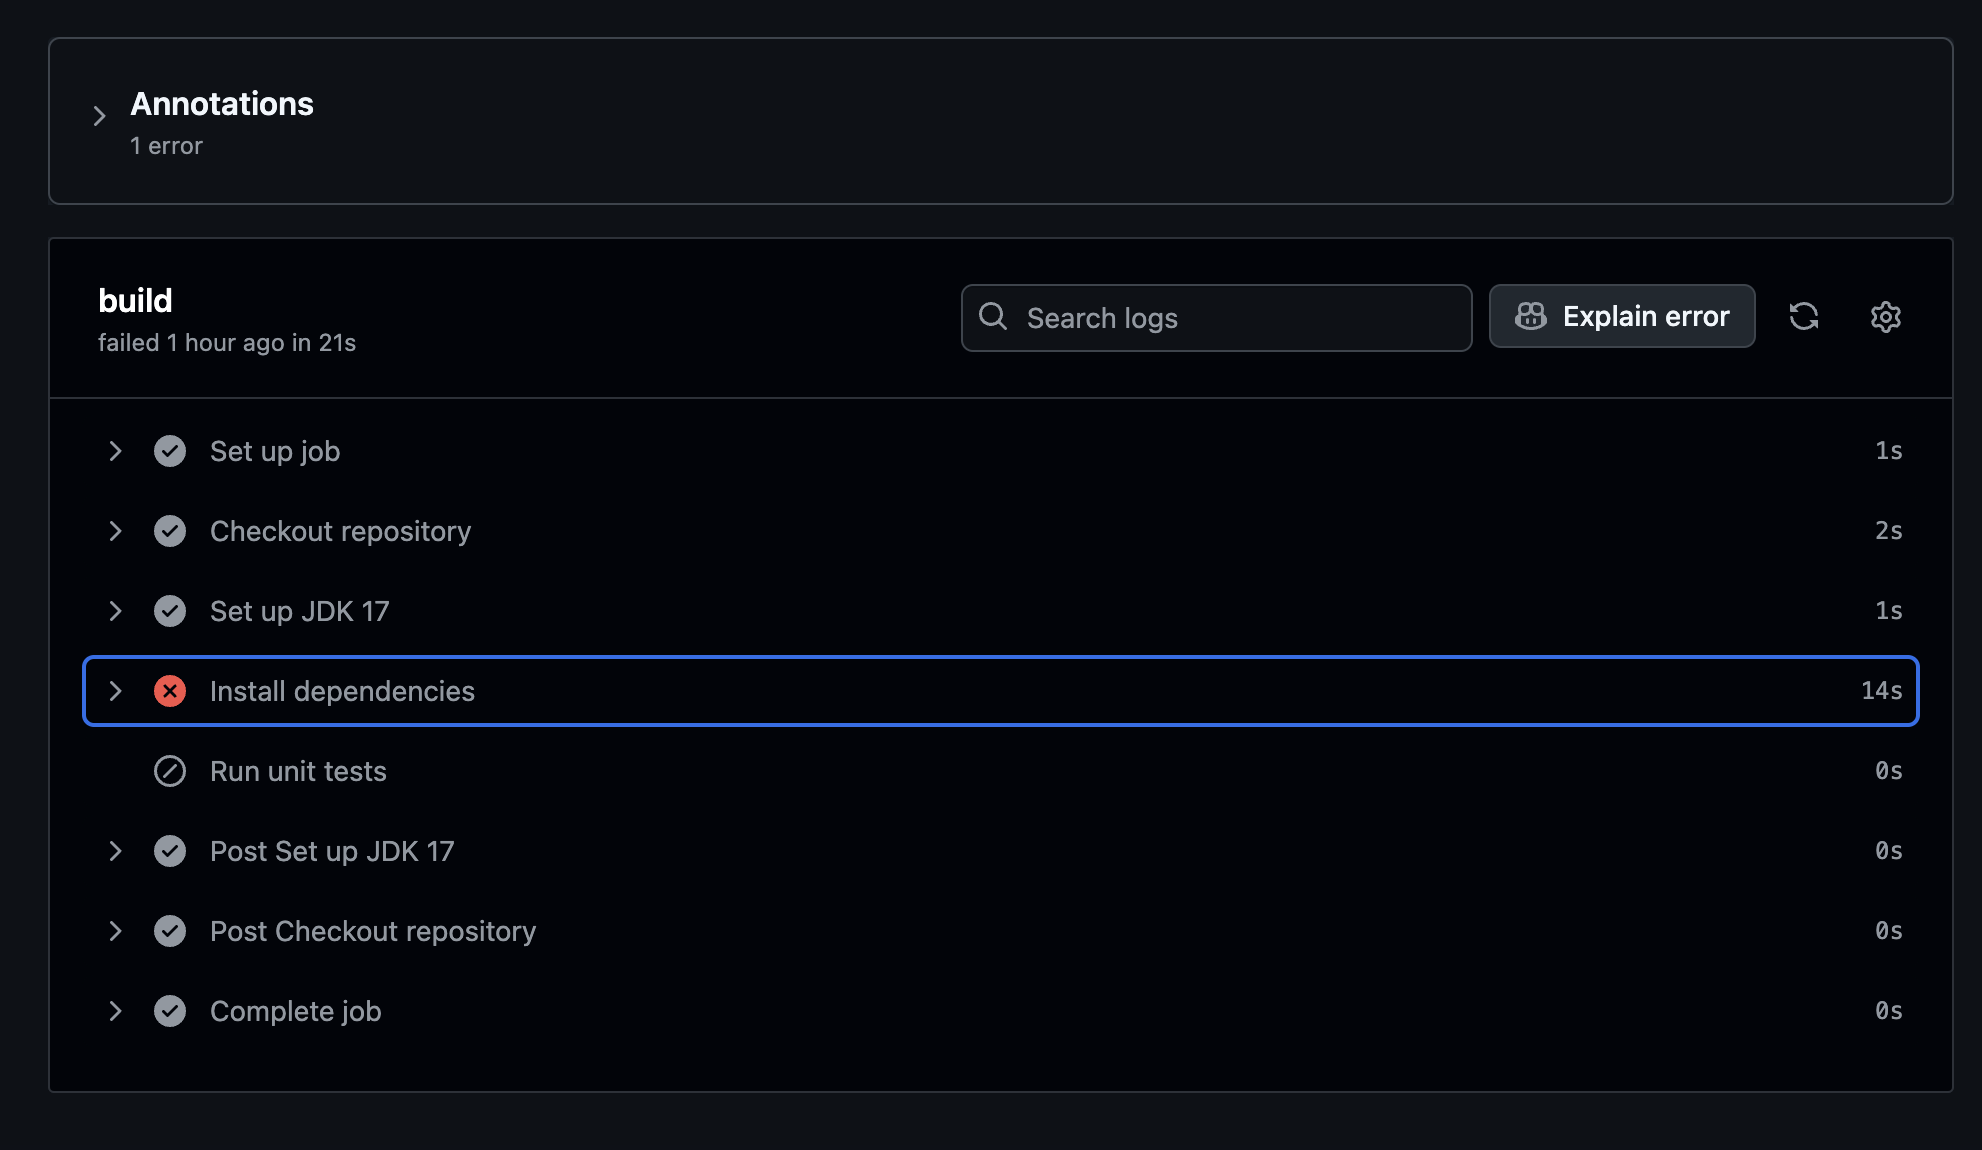 Annotations
1 error
build
failed 1 hour ago in 21s
Search logs
Explain error
Set up job 1s
Checkout repository 2s
Set up JDK 17 1s
Install dependencies 14s
Run unit tests 0s
Post Set up JDK 17 0s
Post Checkout repository 0s
Complete job 0s